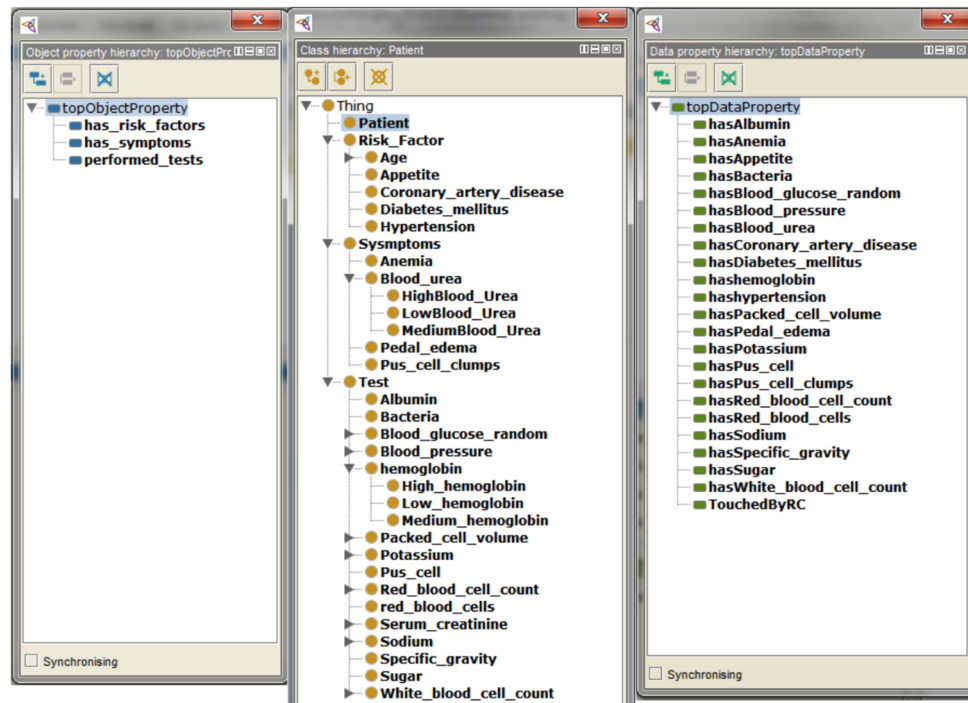 Object property hierarchy: topObjectPrc
topObjectProperty
has_risk_factors
has_symptoms
performed_tests
Synchronising
Class hierarchy: Patient
Thing
Patient
Risk_Factor
Age
Appetite
Coronary_artery_disease
Diabetes_mellitus
Hypertension
Sysmptoms
Anemia
Blood_urea
HighBlood_Urea
LowBlood_Urea
MediumBlood_Urea
Pedal_edema
Pus_cell_clumps
Test
Albumin
Bacteria
Blood_glucose_random
Blood_pressure
hemoglobin
High_hemoglobin
Low_hemoglobin
Medium_hemoglobin
Packed_cell_volume
Potassium
Pus_cell
Red_blood_cell_count
red_blood_cells
Serum_creatinine
Sodium
Specific_gravity
Sugar
White_blood_cell_count
Data property hierarchy: topDataProperty
topDataProperty
hasAlbumin
hasAnemia
hasAppetite
hasBacteria
hasBlood_glucose_random
hasBlood_pressure
hasBlood_urea
hasCoronary_artery_disease
hasDiabetes_mellitus
hashemoglobin
hashypertension
hasPacked_cell_volume
hasPedal_edema
hasPotassium
hasPus_cell
hasPus_cell_clumps
hasRed_blood_cell_count
hasRed_blood_cells
hasSodium
hasSpecific_gravity
hasSugar
hasWhite_blood_cell_count
TouchedByRC
Synchronising